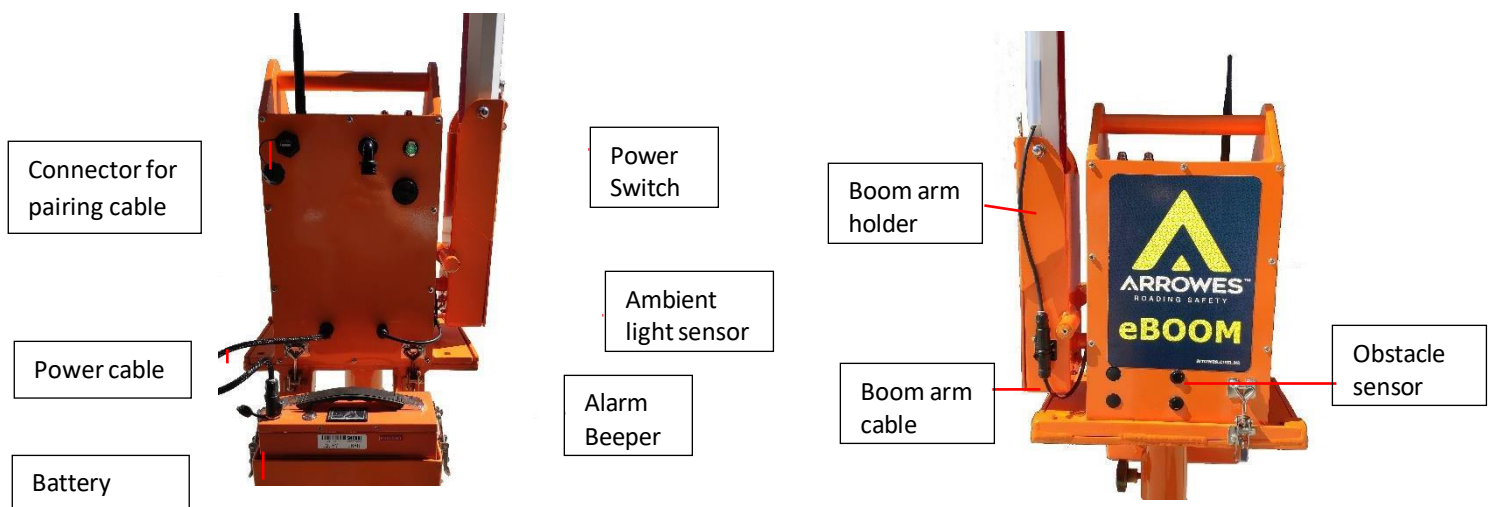 Connector for
pairing cable
Power cable
Battery
Power
Switch
Ambient
light sensor
Alarm
Beeper
Boom arm
holder
Boom arm
cable
ARROWES™
ROADING SAFETY
eBOOM
Obstacle
sensor